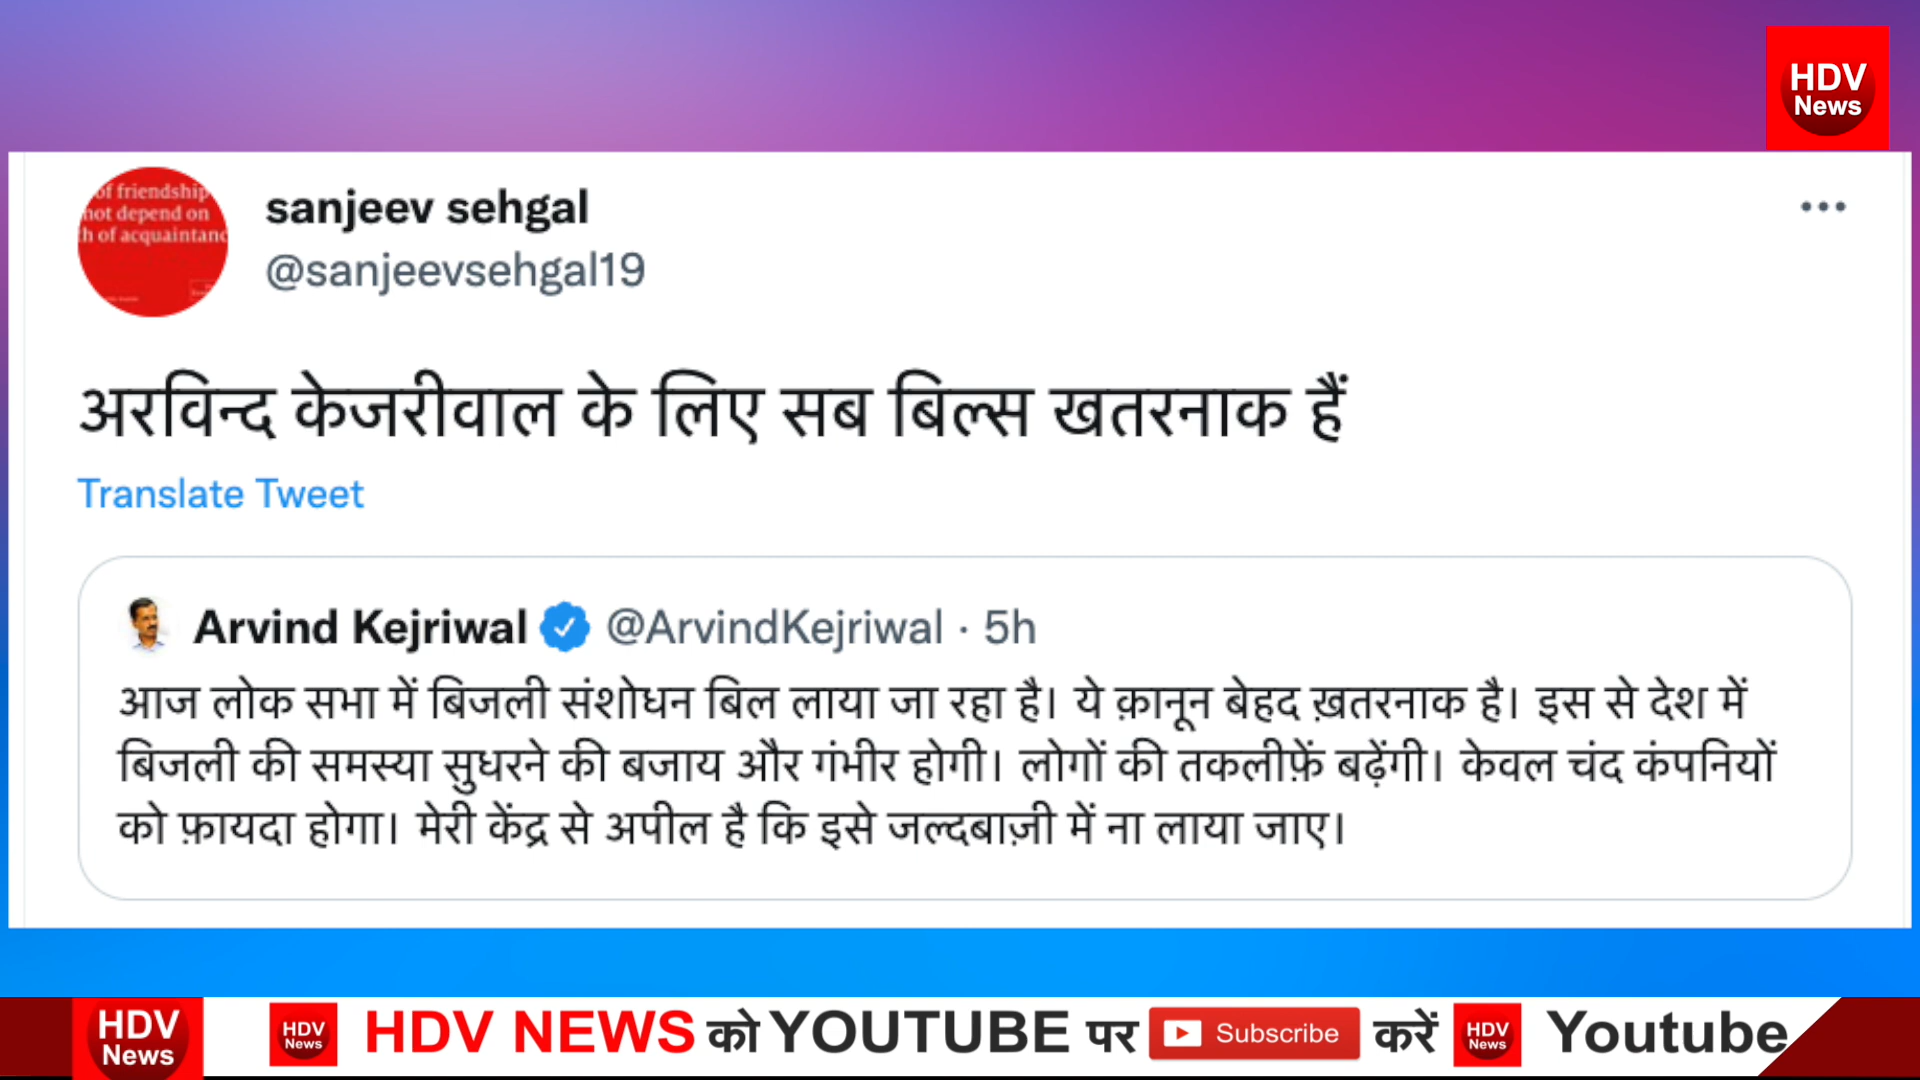 HDV
News
of friendship
not depend on
h of acquaintanc
sanjeev sehgal
@sanjeevsehgal19
अरविन्द केजरीवाल के लिए सब बिल्स खतरनाक हैं
Translate Tweet
Arvind Kejriwal @ArvindKejriwal · 5h
आज लोक सभा में बिजली संशोधन बिल लाया जा रहा है। ये क़ानून बेहद ख़तरनाक है। इस से देश में
बिजली की समस्या सुधरने की बजाय और गंभीर होगी। लोगों की तकलीफ़ें बढ़ेंगी। केवल चंद कंपनियों
को फ़ायदा होगा। मेरी केंद्र से अपील है कि इसे जल्दबाज़ी में ना लाया जाए।
HDV
News
HDV
News
HDV NEWS को YOUTUBE पर Subscribe करें
HDV
News
Youtube